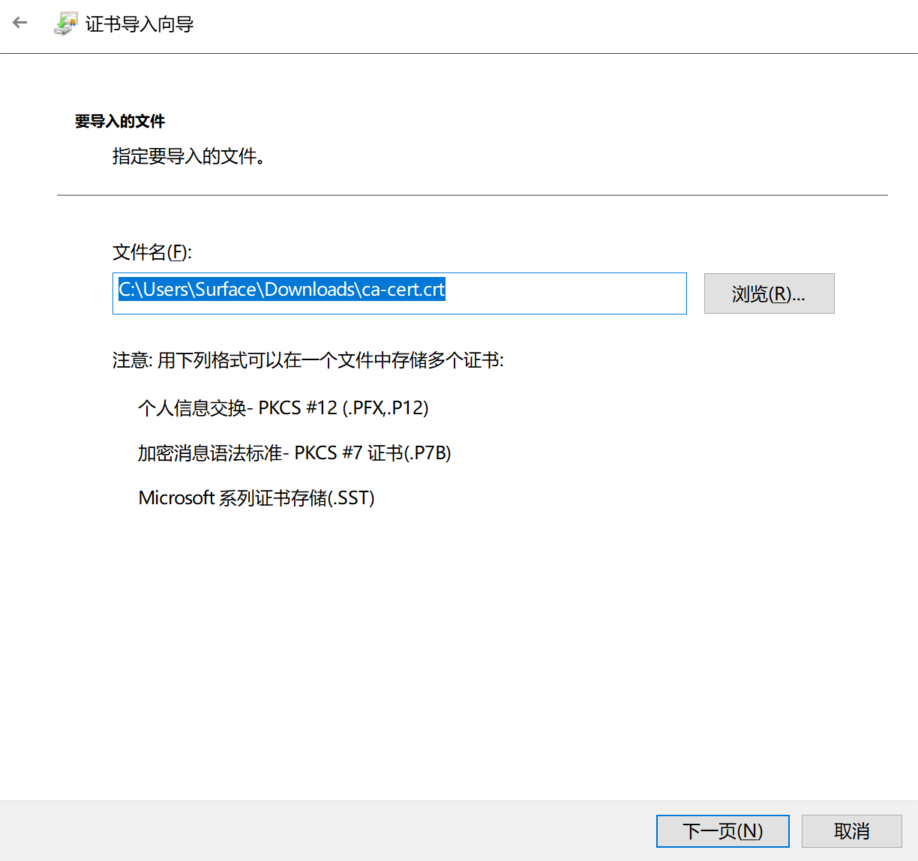 证书导入向导
要导入的文件
指定要导入的文件。
文件名(F):
C:\Users\Surface\Downloads\ca-cert.crt
浏览(R)...
注意: 用下列格式可以在一个文件中存储多个证书:
个人信息交换- PKCS #12 (.PFX,.P12)
加密消息语法标准- PKCS #7 证书(.P7B)
Microsoft 系列证书存储(.SST)
下一页(N)
取消